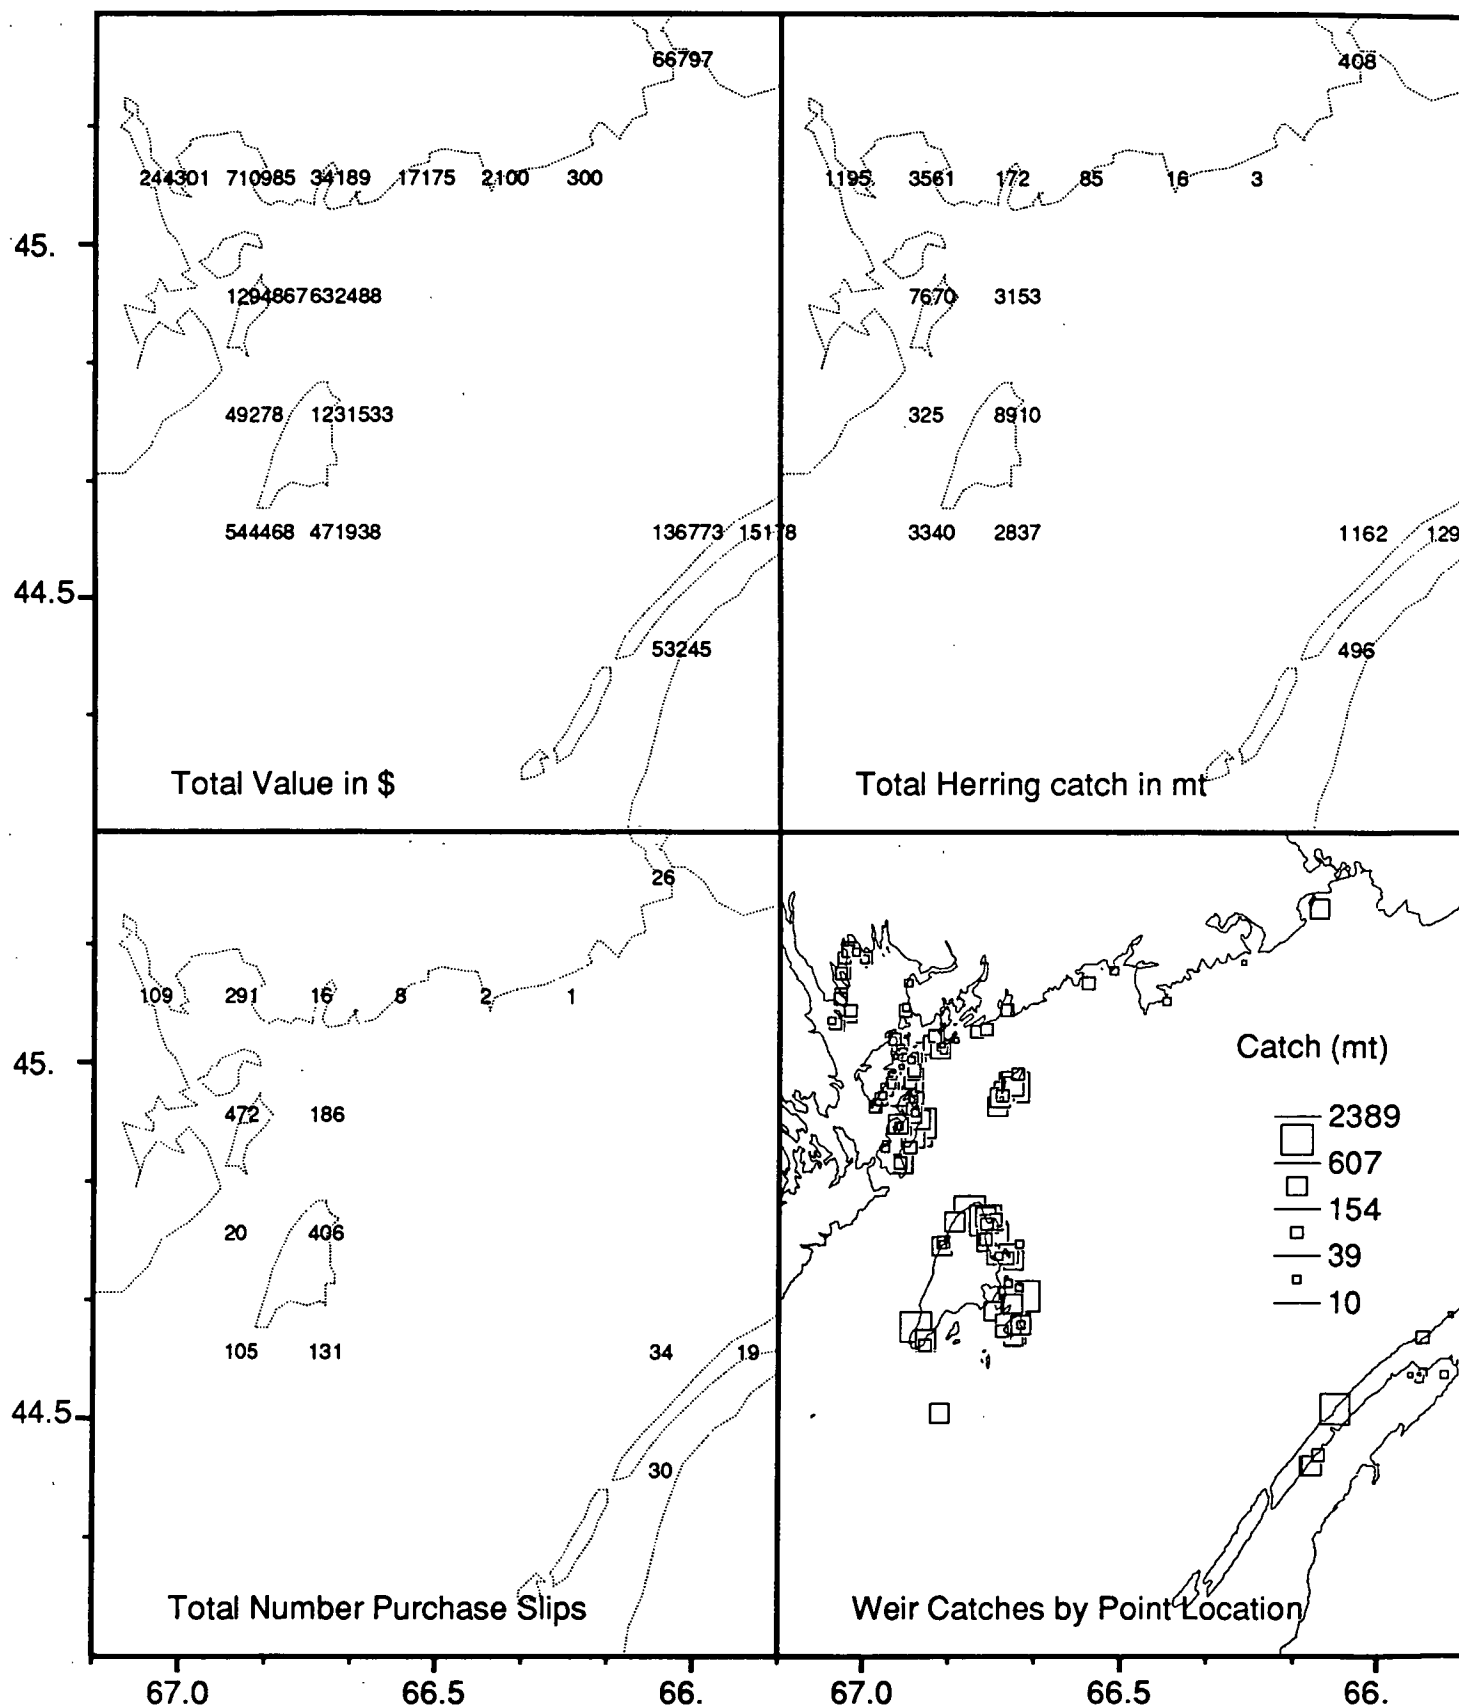 66797
244301 710985 34189 17175 2100 300
45.
1294867 632488
49278 1231533
544468 471938 136773 15178
44.5
53245
Total Value in $
408
1195 3561 172 85 16 3
7670 3153
325 8910
3340 2837 1162 129
496
Total Herring catch in mt
26
109 291 16 8 2 1
45.
472 186
20 406
105 131 34 19
44.5
30
Total Number Purchase Slips
67.0 66.5 66.
Catch (mt)
2389
607
154
39
10
Weir Catches by Point Location
67.0 66.5 66.